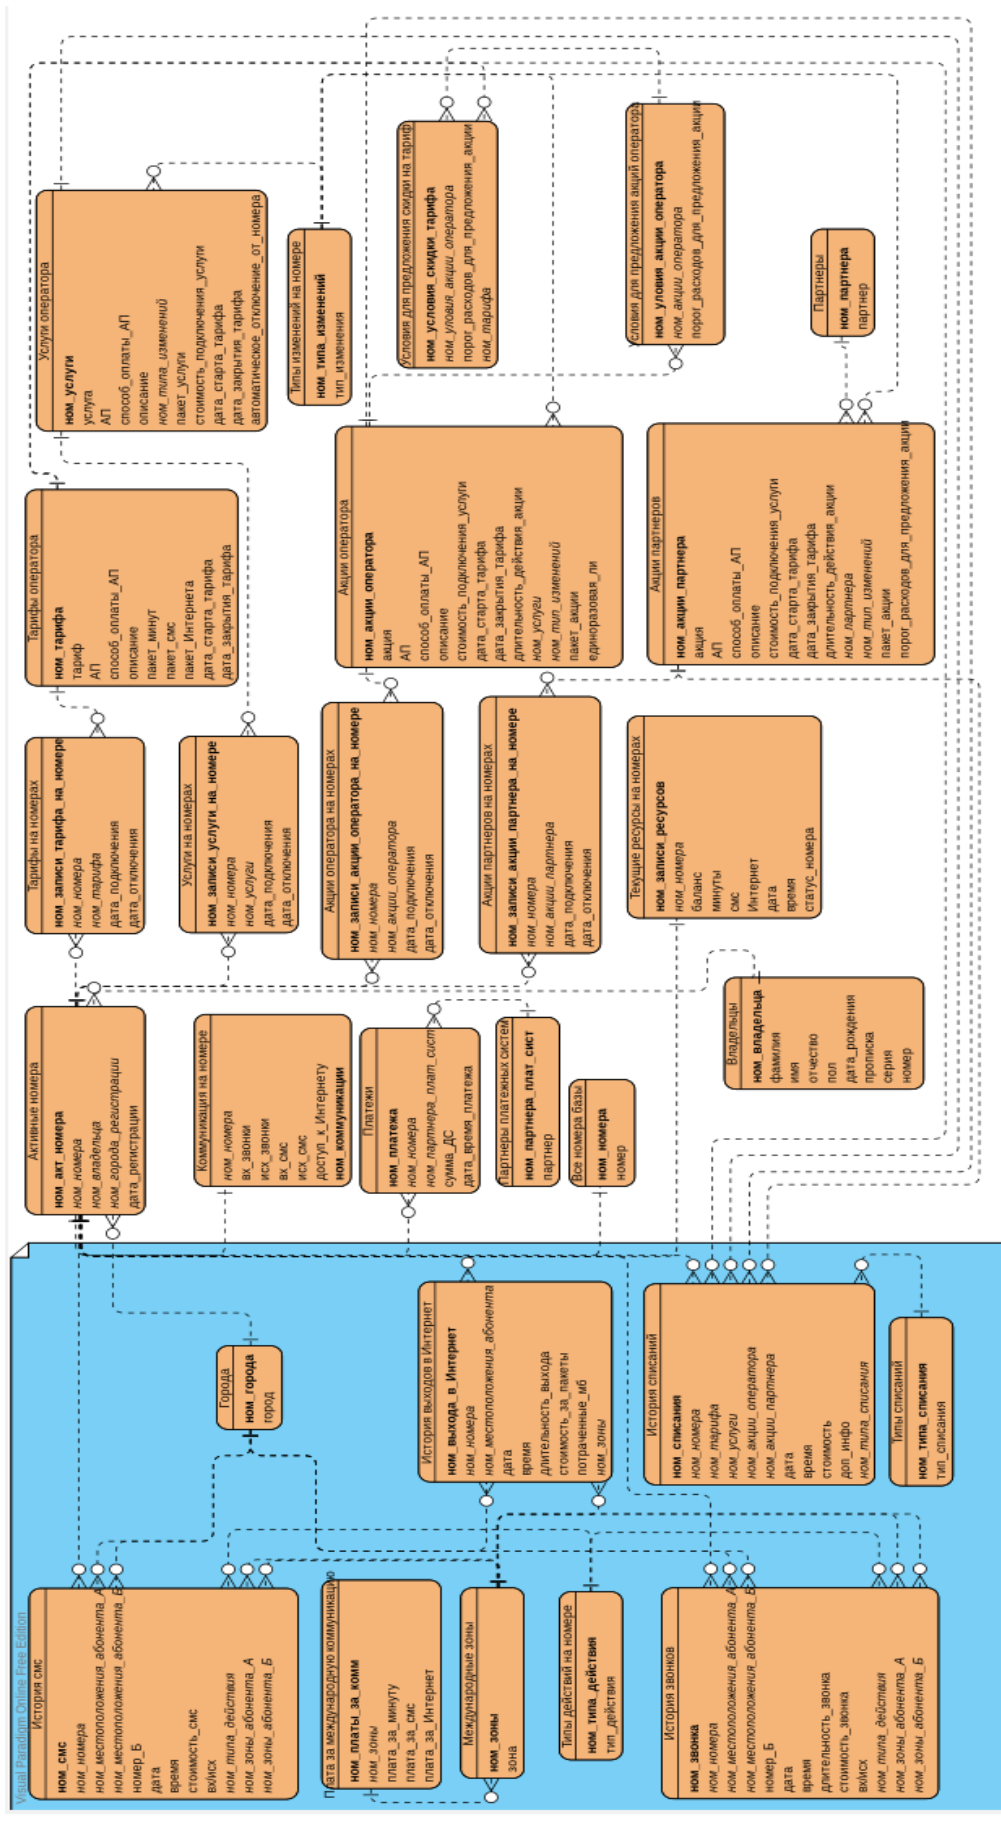 Visual Paradigm Online Free Edition
История смс
ном_смс
ном_номера
ном_местоположения_абонента_А
ном_местоположения_абонента_Б
номер_Б
дата
время
стоимость_смс
вх/исх
ном_типа_действия
ном_зоны_абонента_А
ном_зоны_абонента_Б
Города
ном_города
город
Активные номера
ном_акт_номера
ном_номера
ном_владельца
ном_города_регистрации
дата_регистрации
Тарифы на номерах
ном_записи_тарифа_на_номере
ном_номера
ном_тарифа
дата_подключения
дата_отключения
Тарифы оператора
ном_тарифа
тариф
АП
способ_оплаты_АП
описание
пакет_минут
пакет_смс
пакет_Интернета
дата_старта_тарифа
дата_закрытия_тарифа
Услуги оператора
ном_услуги
услуга
АП
способ_оплаты_АП
описание
ном_типа_изменений
пакет_услуги
стоимость_подключения_услуги
дата_старта_тарифа
дата_закрытия_тарифа
автоматическое_отключение_от_номера
Услуги на номерах
ном_записи_услуги_на_номере
ном_номера
ном_услуги
дата_подключения
дата_отключения
Коммуникация на номере
ном_номера
вх_звонки
исх_звонки
вх_смс
исх_смс
доступ_к_Интернету
ном_коммуникации
Типы изменений на номере
ном_типа_изменений
тип_изменения
Плата за международную коммуникацию
ном_платы_за_комм
ном_зоны
плата_за_минуту
плата_за_смс
плата_за_Интернет
Платежи
ном_платежа
ном_номера
ном_партнера_плат_сист
сумма_ДС
дата_время_платежа
Акции оператора на номерах
ном_записи_акции_оператора_на_номере
ном_номера
ном_акции_оператора
дата_подключения
дата_отключения
Акции оператора
ном_акции_оператора
акция
АП
способ_оплаты_АП
описание
стоимость_подключения_услуги
дата_старта_тарифа
дата_закрытия_тарифа
длительность_действия_акции
ном_услуги
ном_тип_изменений
пакет_акции
единоразовая_ли
Условия для предложения скидки на тариф
ном_условия_скидки_тарифа
ном_уловия_акции_оператора
порог_расходов_для_предложения_акции
ном_тарифа
Международные зоны
ном_зоны
зона
История выходов в Интернет
ном_выхода_в_Интернет
ном_номера
ном_местоположения_абонента
дата
время
длительность_выхода
стоимость_за_пакеты
потраченные_мб
ном_зоны
Партнеры платежных систем
ном_партнера_плат_сист
партнер
Акции партнеров на номерах
ном_записи_акции_партнера_на_номере
ном_номера
ном_акции_партнера
дата_подключения
дата_отключения
Типы действий на номере
ном_типа_действия
тип_действия
Все номера базы
ном_номера
номер
Текущие ресурсы на номерах
ном_записи_ресурсов
ном_номера
баланс
минуты
смс
Интернет
дата
время
статус_номера
Условия для предложения акций оператора
ном_уловия_акции_оператора
ном_акции_оператора
порог_расходов_для_предложения_акции
История звонков
ном_звонка
ном_номера
ном_местоположения_абонента_А
ном_местоположения_абонента_Б
номер_Б
дата
время
длительность_звонка
стоимость_звонка
вх/исх
ном_типа_действия
ном_зоны_абонента_А
ном_зоны_абонента_Б
История списаний
ном_списания
ном_номера
ном_тарифа
ном_услуги
ном_акции_оператора
ном_акции_партнера
дата
время
стоимость
доп_инфо
ном_типа_списания
Владельцы
ном_владельца
фамилия
имя
отчество
пол
дата_рождения
прописка
серия
номер
Акции партнеров
ном_акции_партнера
акция
АП
способ_оплаты_АП
описание
стоимость_подключения_услуги
дата_старта_тарифа
дата_закрытия_тарифа
длительность_действия_акции
ном_партнера
ном_тип_изменений
пакет_акции
порог_расходов_для_предложения_акции
Партнеры
ном_партнера
партнер
Типы списаний
ном_типа_списания
тип_списания